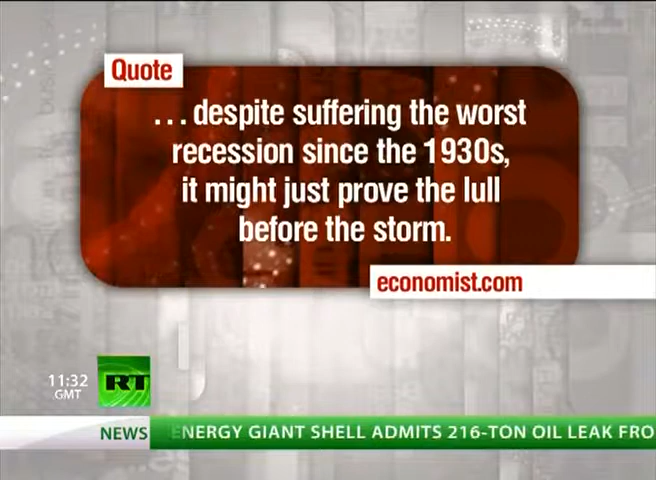 Quote
...despite suffering the worst
recession since the 1930s,
it might just prove the lull
before the storm.
economist.com
11:32
GMT
RT
NEWS
ENERGY GIANT SHELL ADMITS 216-TON OIL LEAK FRO